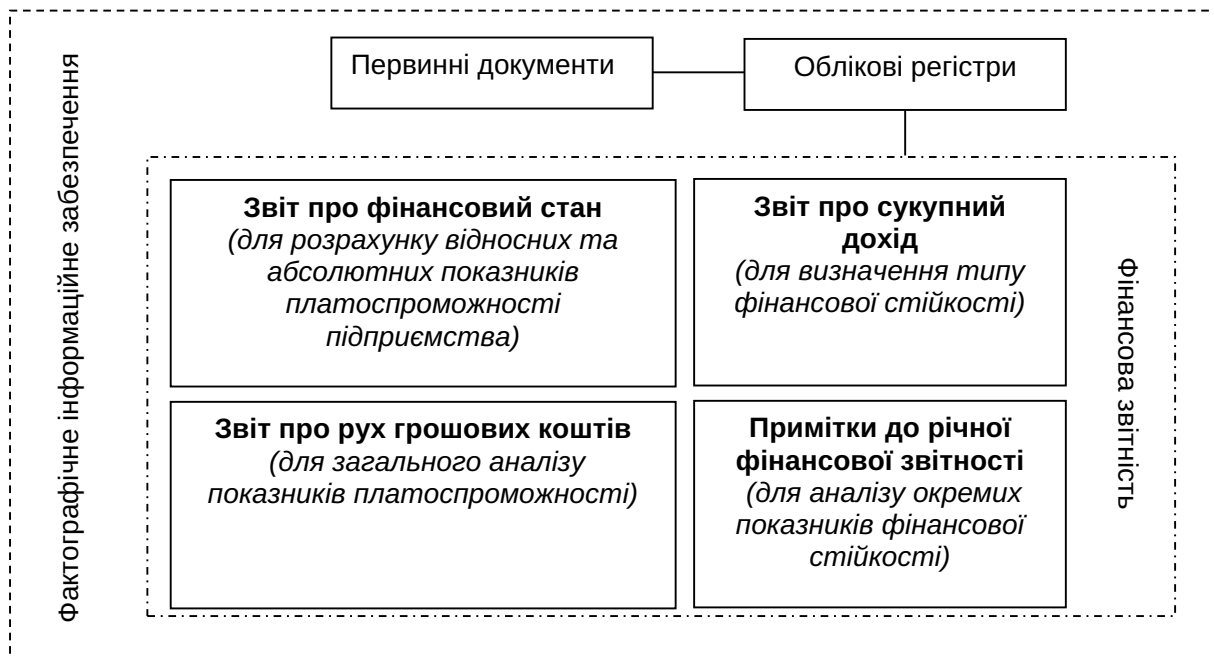 Фактографічне інформаційне забезпечення
Первинні документи
Облікові регістри
Звіт про фінансовий стан
(для розрахунку відносних та
абсолютних показників
платоспроможності
підприємства)
Звіт про сукупний
дохід
(для визначення типу
фінансової стійкості)
Звіт про рух грошових коштів
(для загального аналізу
показників платоспроможності)
Примітки до річної
фінансової звітності
(для аналізу окремих
показників фінансової
стійкості)
Фінансова звітність